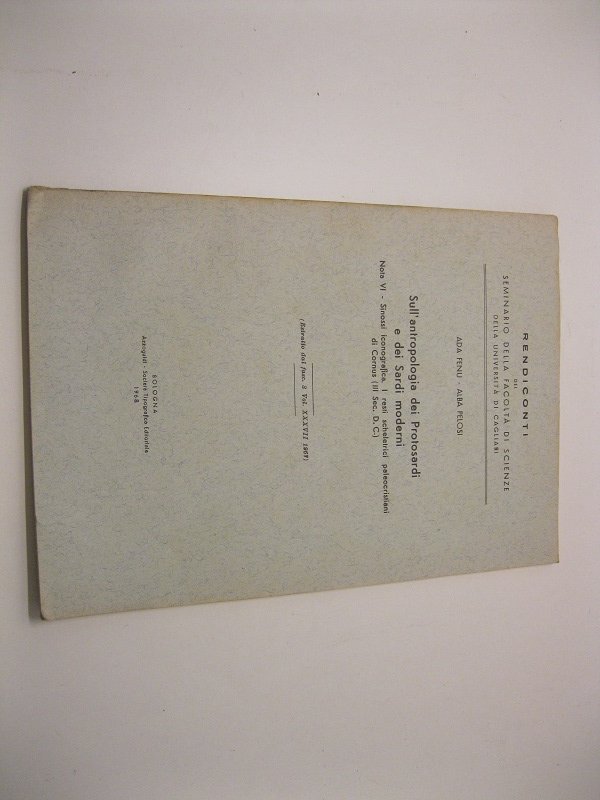 RENDICONTI
DEL
SEMINARIO DELLA FACOLTÀ DI SCIENZE
DELLA UNIVERSITÀ DI CAGLIARI
ADA FENU - ALBA PELOSI
Sull'antropologia dei Protosardi
e dei Sardi moderni
Nota VI - Sinossi iconografica. I resti scheletrici paleocristiani
di Cornus (III Sec. D. C.)
(Estratto dal fasc. 3 Vol. XXXVII 1967)
BOLOGNA
Azzoguidi - Società Tipografica Editoriale
1968